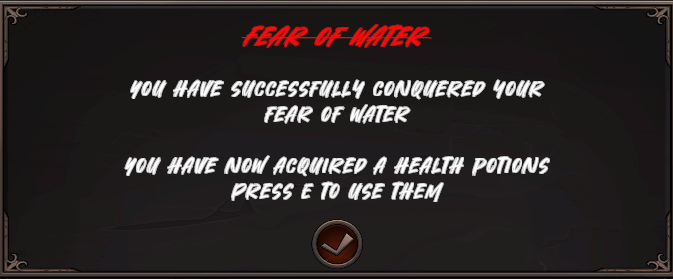 FEAR OF WATER
YOU HAVE SUCCESSFULLY CONQUERED YOUR
FEAR OF WATER
YOU HAVE NOW ACQUIRED A HEALTH POTIONS
PRESS E TO USE THEM